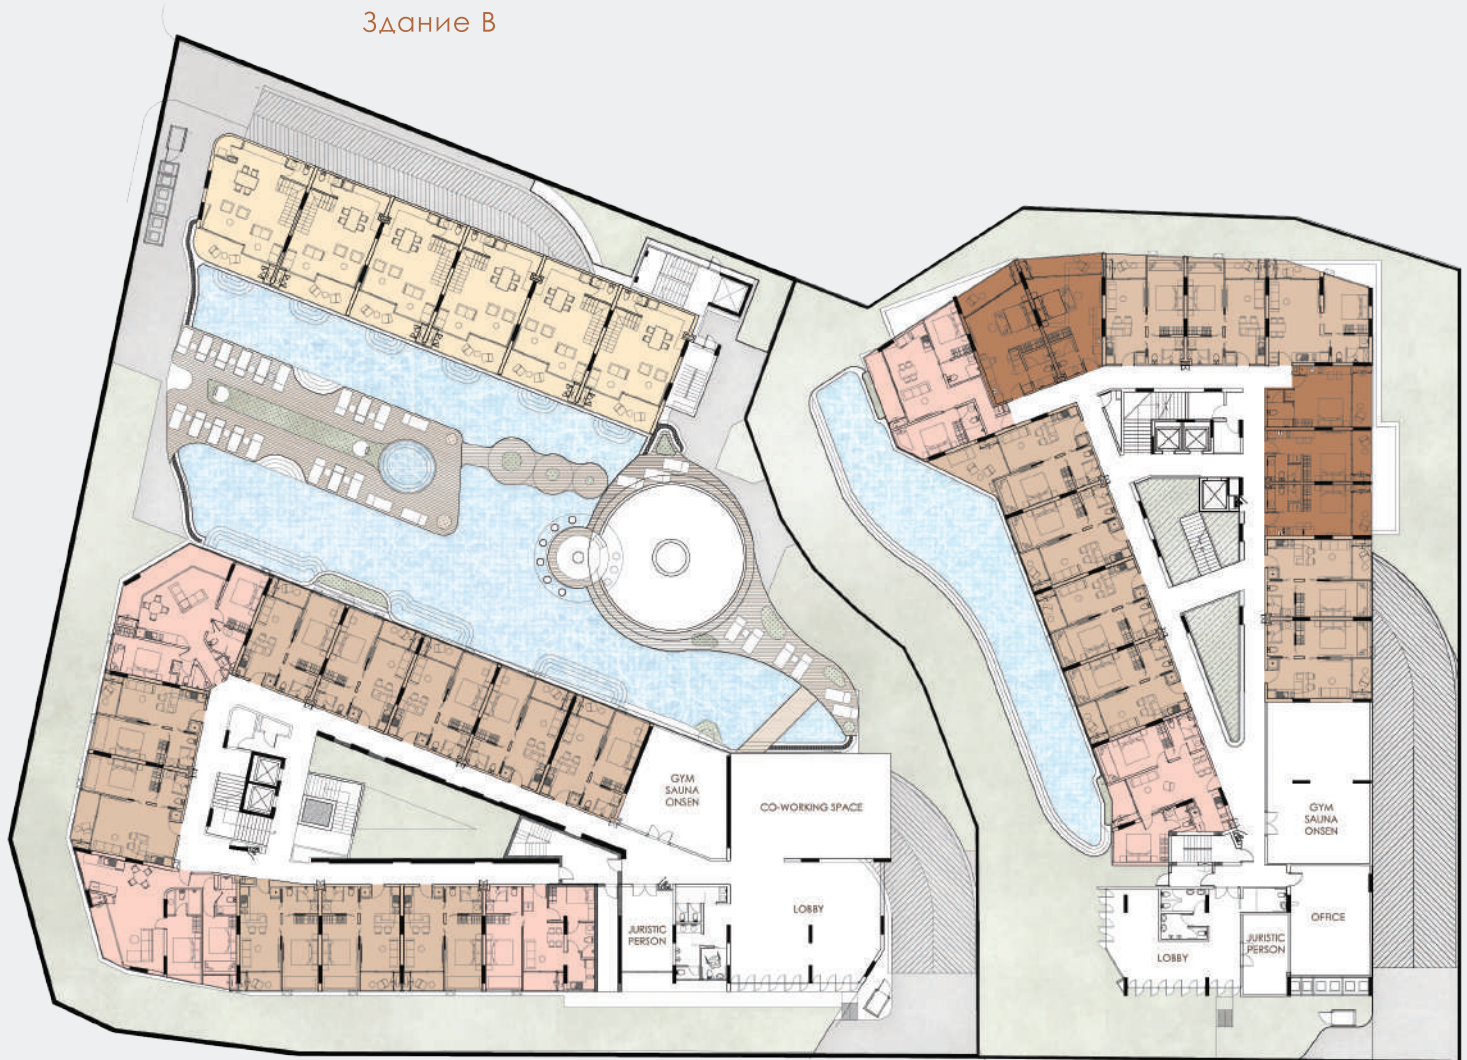 Здание B
GYM
SAUNA
ONSEN
CO-WORKING SPACE
LOBBY
JURISTIC
PERSON
GYM
SAUNA
ONSEN
OFFICE
JURISTIC
PERSON
LOBBY